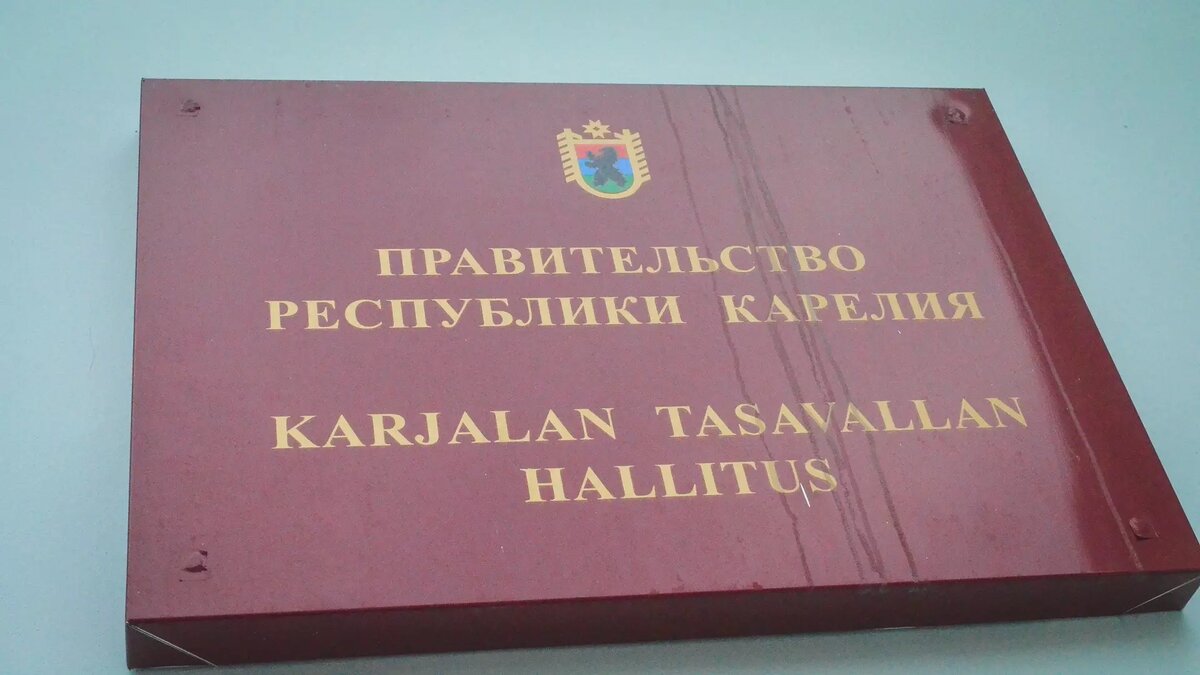 ПРАВИТЕЛЬСТВО
РЕСПУБЛИКИ КАРЕЛИЯ
KARJALAN TASAVALLAN
HALLITUS